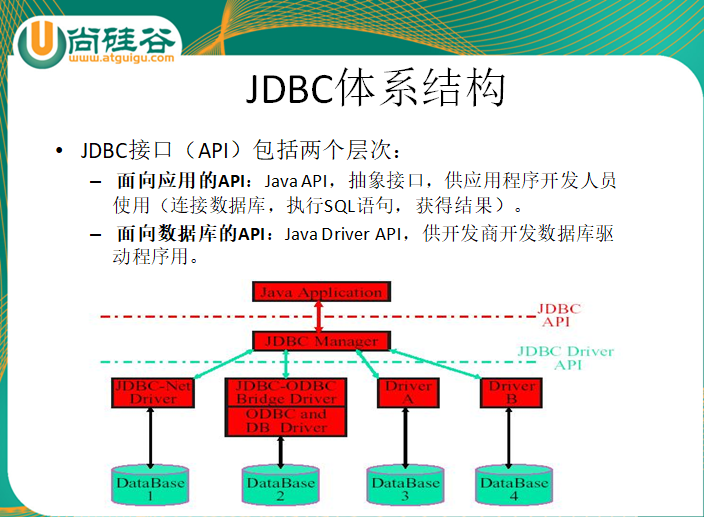 尚硅谷
www.atguigu.com
JDBC体系结构
• JDBC接口（API）包括两个层次：
– 面向应用的API：Java API，抽象接口，供应用程序开发人员
使用（连接数据库，执行SQL语句，获得结果）。
– 面向数据库的API：Java Driver API，供开发商开发数据库驱
动程序用。
Java Application
JDBC
API
JDBC Manager
JDBC Driver
API
JDBC-Net
Driver
JDBC-ODBC
Bridge Driver
ODBC and
DB Driver
Driver
A
Driver
B
DataBase
1
DataBase
2
DataBase
3
DataBase
4